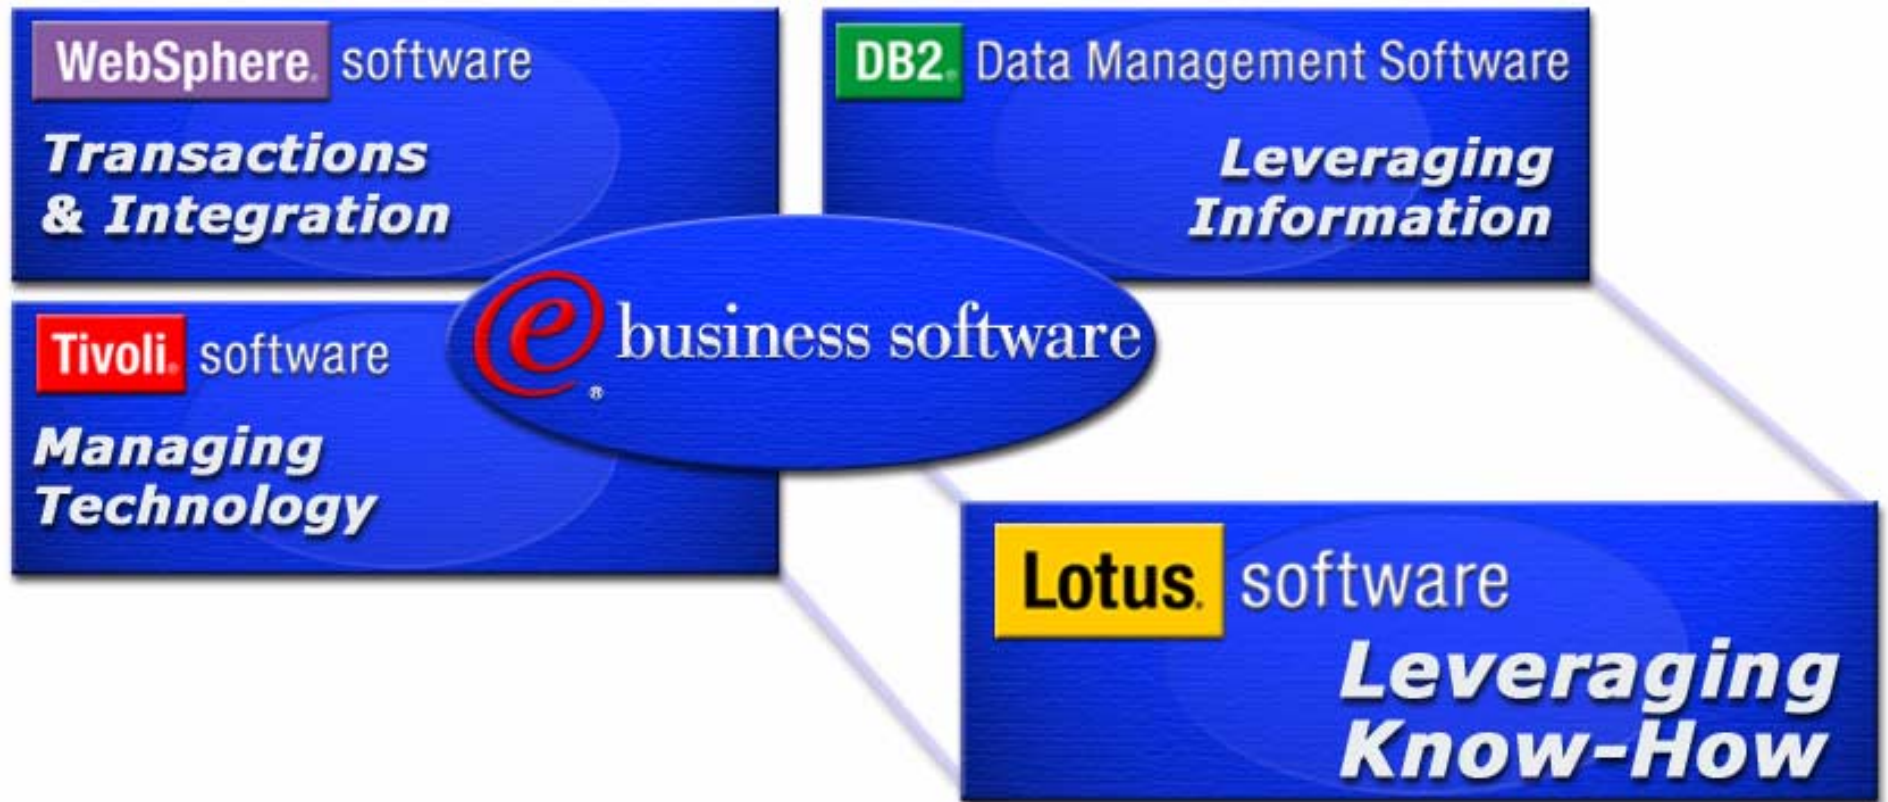 WebSphere. software
Transactions
& Integration
DB2. Data Management Software
Leveraging
Information
e business software
®
Tivoli. software
Managing
Technology
Lotus. software
Leveraging
Know-How